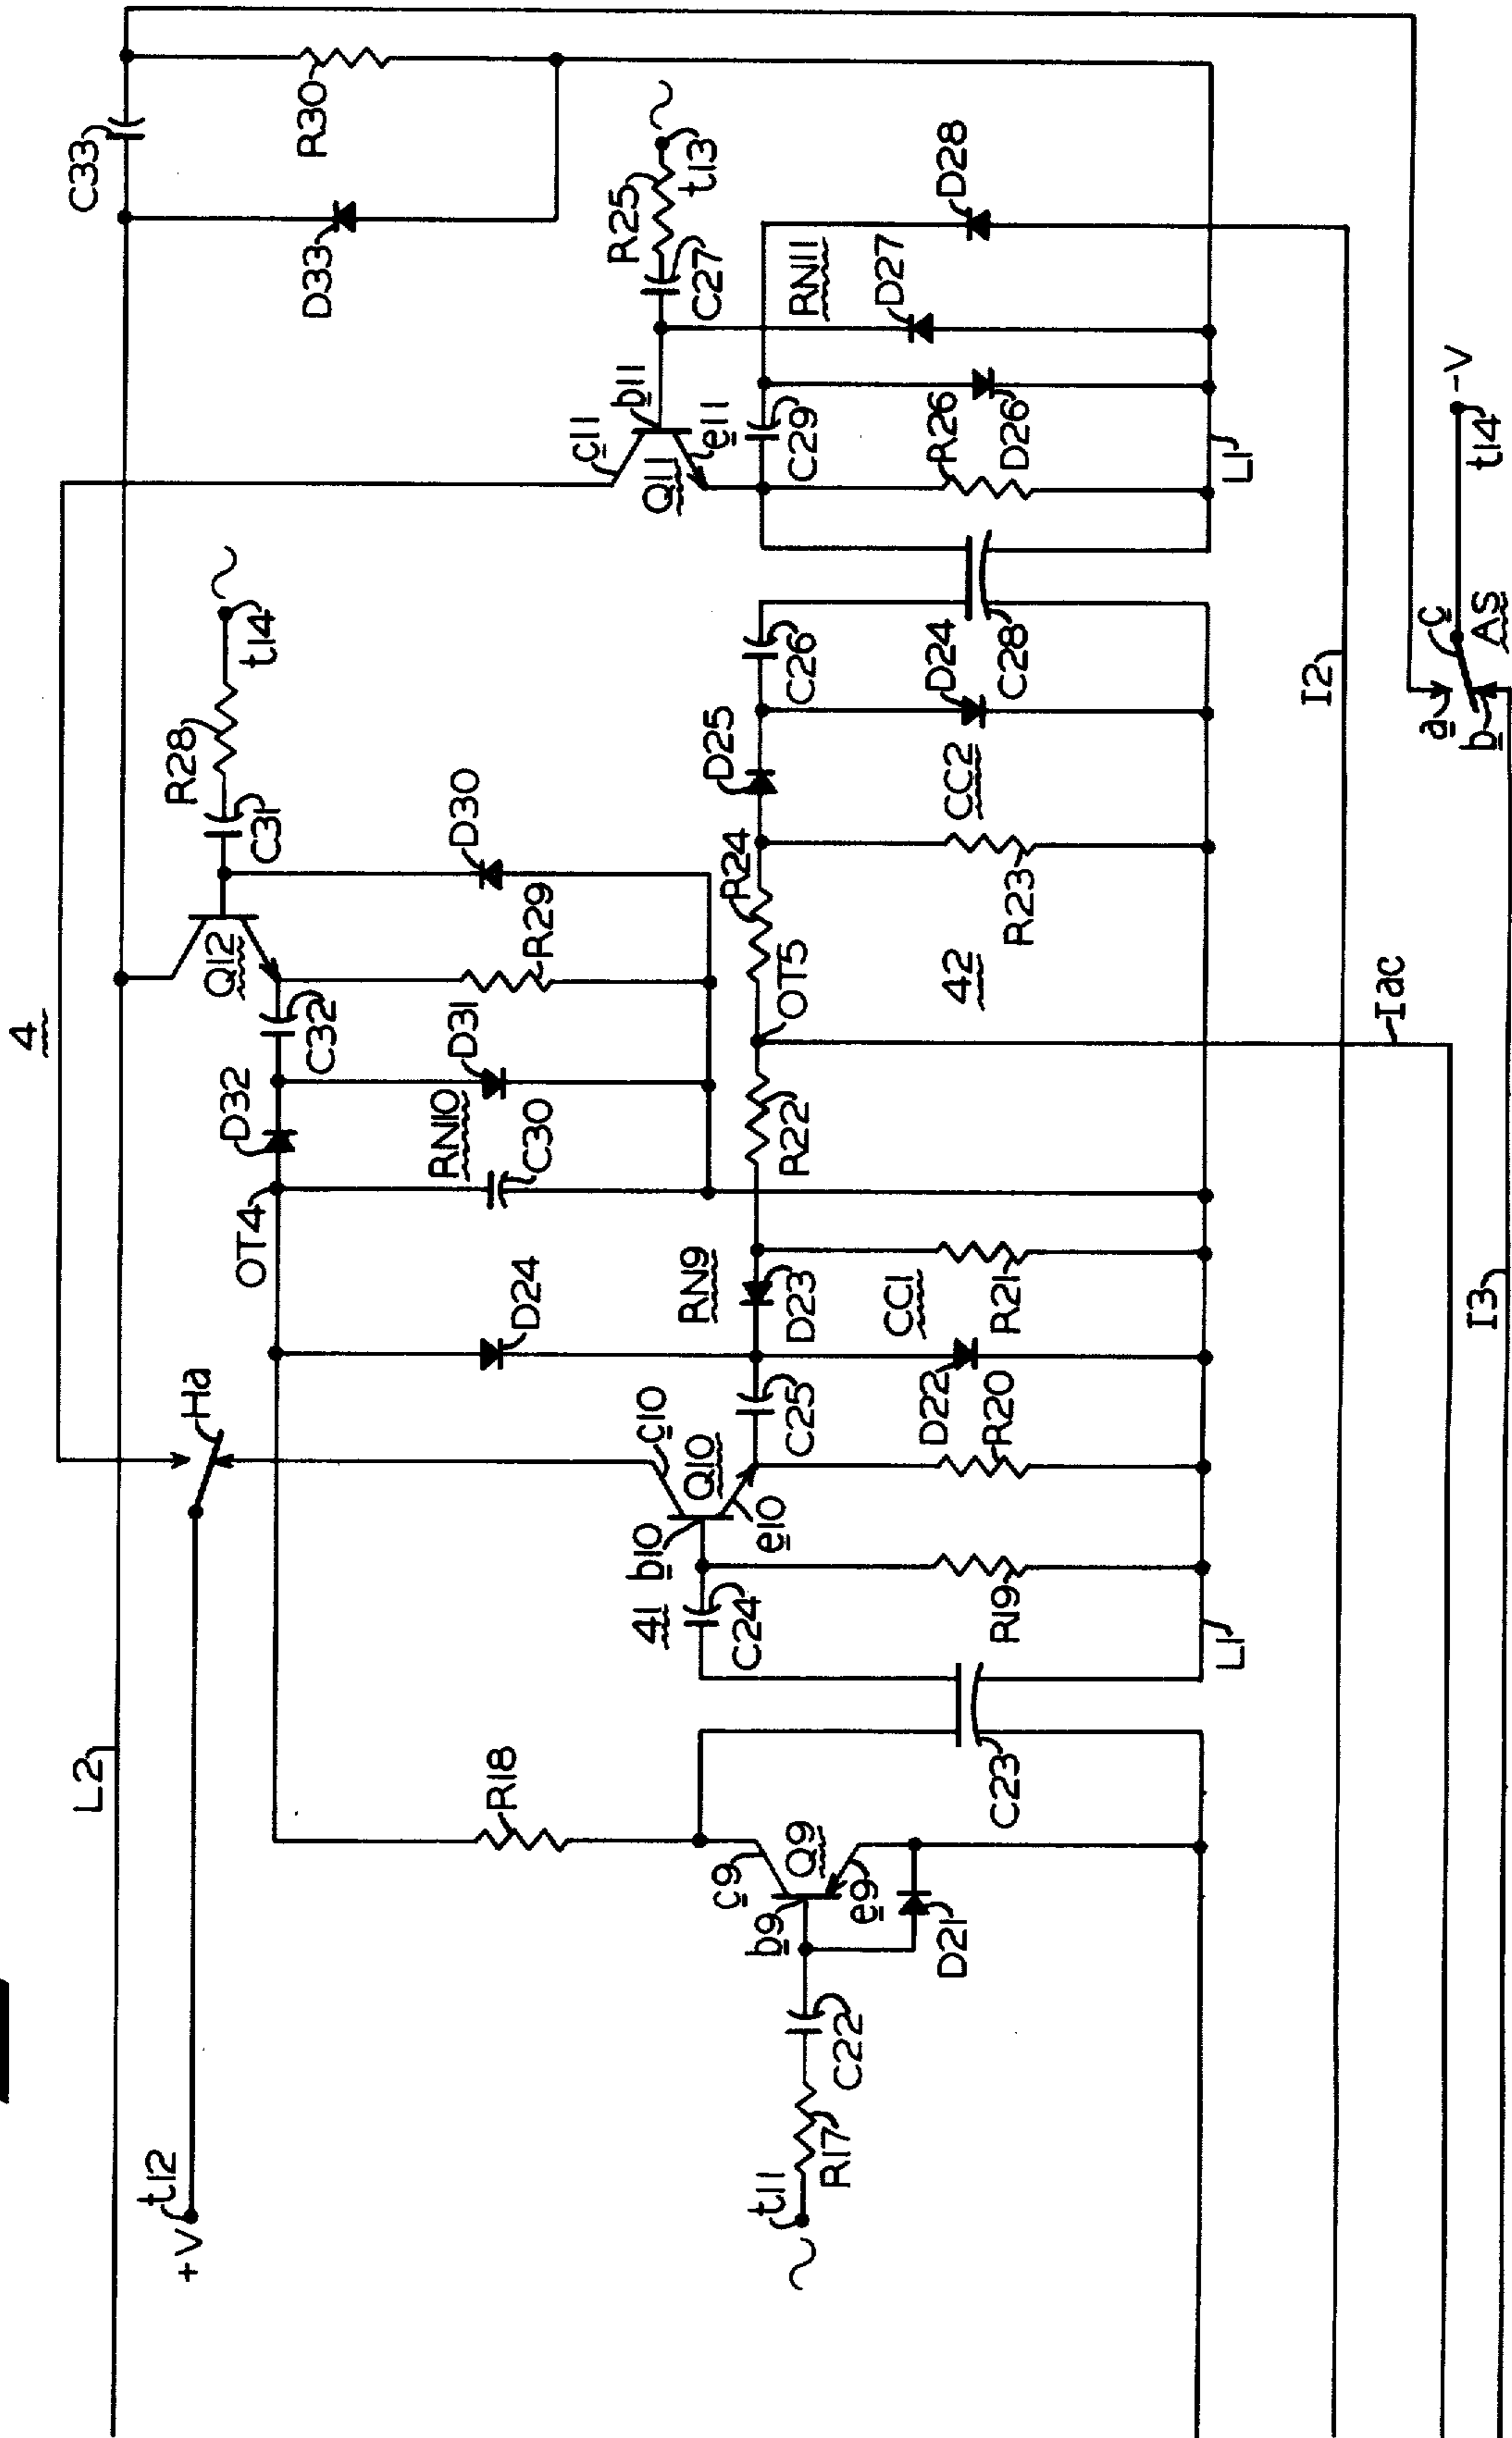 4
L2
+V
t12
Ha
R18
OT4
D24
D32
RN10
C30
D31
C32
Q12
R29
D30
R28
C31
t14
C33
D33
R30
t11
R17
C22
b9
c9
Q9
e9
D21
C23
41
C24
b10
Q10
c10
e10
R19
L1
C25
D22
R20
RN9
D23
CC1
R21
R22
OT5
42
R24
R23
D25
CC2
D24
C26
C28
Q11
c11
b11
e11
R25
C27
t13
C29
R26
D26
RN11
D27
D28
L1
I2
Iac
I3
a
b
c
AS
-V
t14